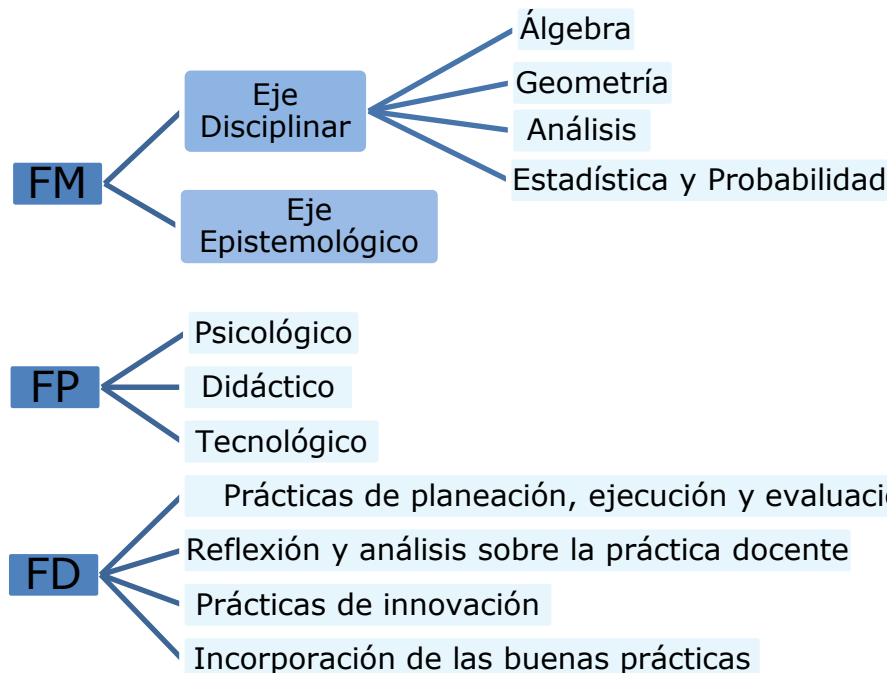 FM
Eje
Disciplinar
Álgebra
Geometría
Análisis
Estadística y Probabilidad
Eje
Epistemológico
FP
Psicológico
Didáctico
Tecnológico
FD
Prácticas de planeación, ejecución y
Reflexión y análisis sobre la práctica docente
Prácticas de innovación
Incorporación de las buenas prácticas